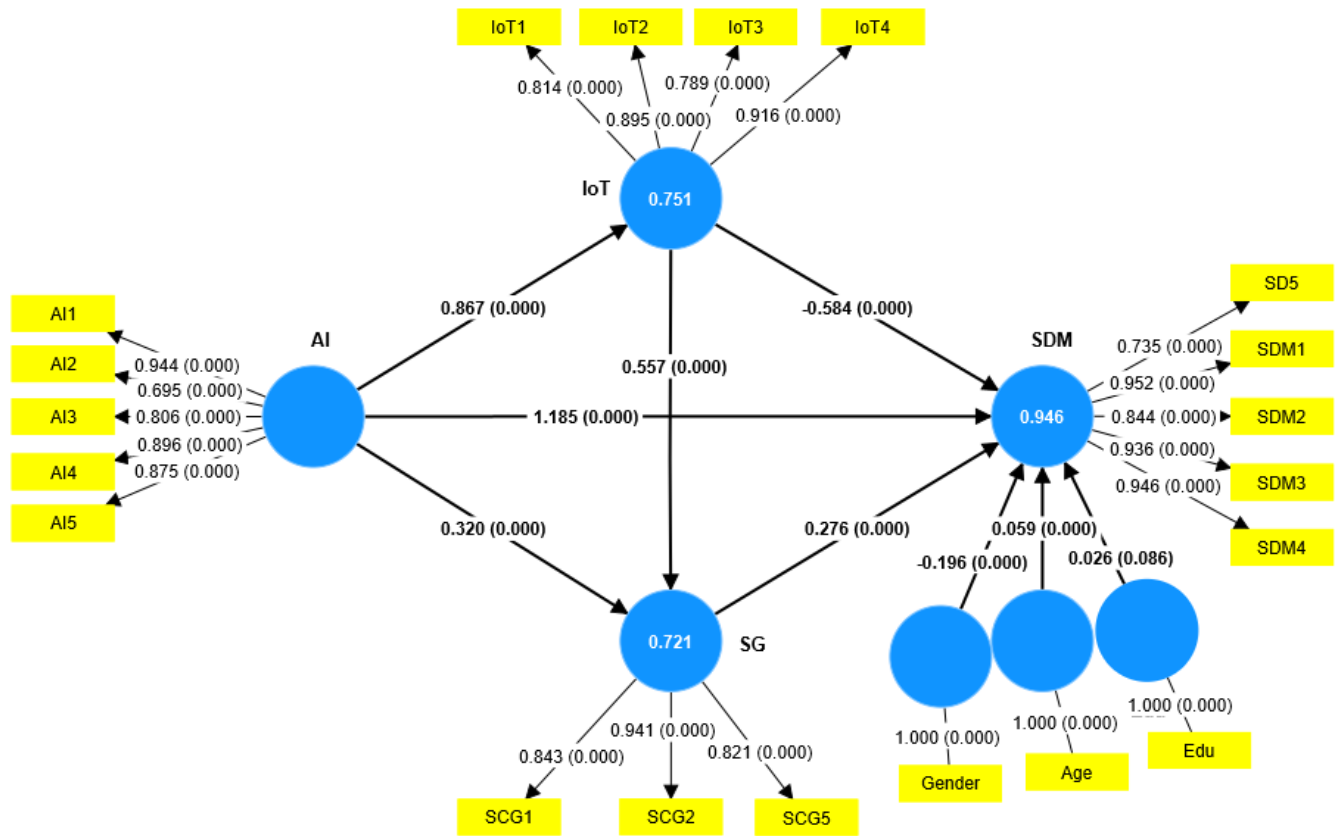 IoT1
IoT2
IoT3
IoT4
0.814 (0.000)
0.895 (0.000)
0.789 (0.000)
0.916 (0.000)
IoT
0.751
AI1
AI2
AI3
AI4
AI5
0.944 (0.000)
0.695 (0.000)
0.806 (0.000)
0.896 (0.000)
0.875 (0.000)
AI
0.867 (0.000)
-0.584 (0.000)
0.557 (0.000)
1.185 (0.000)
0.320 (0.000)
0.276 (0.000)
SDM
0.946
0.735 (0.000)
0.952 (0.000)
0.844 (0.000)
0.936 (0.000)
0.946 (0.000)
SD5
SDM1
SDM2
SDM3
SDM4
-0.196 (0.000)
0.059 (0.000)
0.026 (0.086)
0.721
SG
0.843 (0.000)
0.941 (0.000)
0.821 (0.000)
SCG1
SCG2
SCG5
1.000 (0.000)
1.000 (0.000)
1.000 (0.000)
Gender
Age
Edu